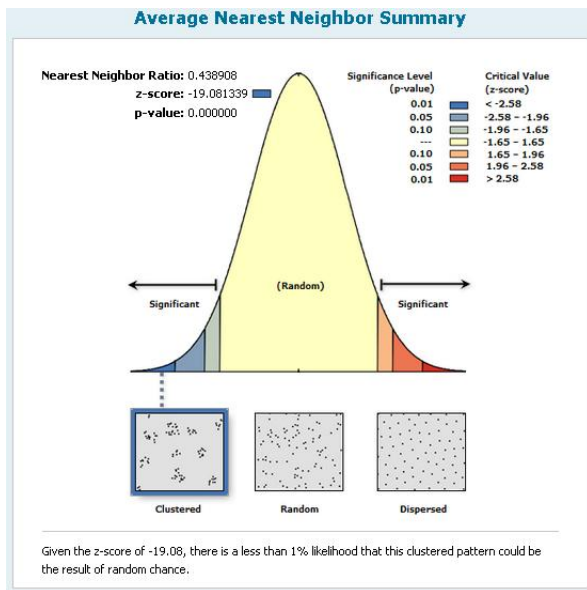 Average Nearest Neighbor Summary
Nearest Neighbor Ratio: 0.438908
z-score: -19.081339
p-value: 0.000000
Significance Level Critical Value
(p-value) (z-score)
0.01 < -2.58
0.05 -2.58 – -1.96
0.10 -1.96 – -1.65
--- -1.65 – 1.65
0.10 1.65 – 1.96
0.05 1.96 – 2.58
0.01 > 2.58
(Random)
Significant Significant
Clustered Random Dispersed
Given the z-score of -19.08, there is a less than 1% likelihood that this clustered pattern could be
the result of random chance.